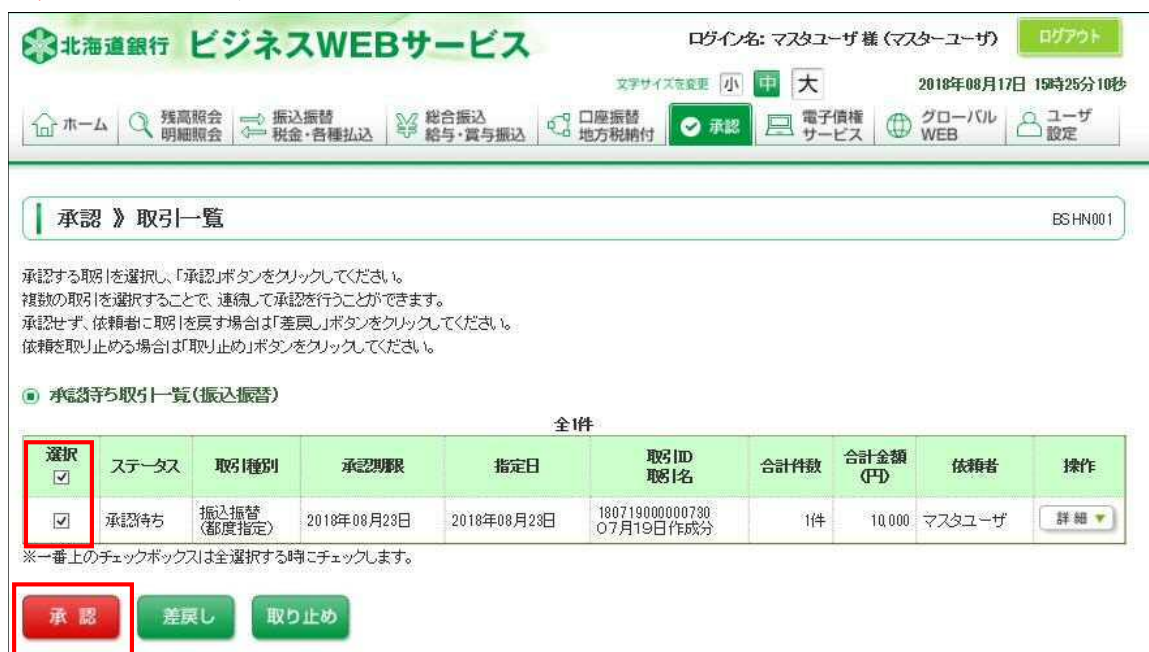 北海道銀行 ビジネスWEBサービス
ログイン名: マスタユーザ 様 (マスターユーザ)
ログアウト
文字サイズを変更 小 中 大
2018年08月17日 15時25分10秒
ホーム
残高照会
明細照会
振込振替
税金・各種払込
総合振込
給与・賞与振込
口座振替
地方税納付
承認
電子債権
サービス
グローバル
WEB
ユーザ
設定
承認 》 取引一覧
BSHN001
承認する取引を選択し、「承認」ボタンをクリックしてください。
複数の取引を選択することで、連続して承認を行うことができます。
承認せず、依頼者に取引を戻す場合は「差戻し」ボタンをクリックしてください。
依頼を取り止める場合は「取り止め」ボタンをクリックしてください。
承認待ち取引一覧(振込振替)
全1件
選択 ステータス 取引種別 承認期限 指定日 取引ID
取引名 合計件数 合計金額
(円) 依頼者 操作
承認待ち 振込振替
(都度指定) 2018年08月23日 2018年08月23日 180719000000730
07月19日作成分 1件 10,000 マスタユーザ 詳細 ▼
※一番上のチェックボックスは全選択する時にチェックします。
承認 差戻し 取り止め